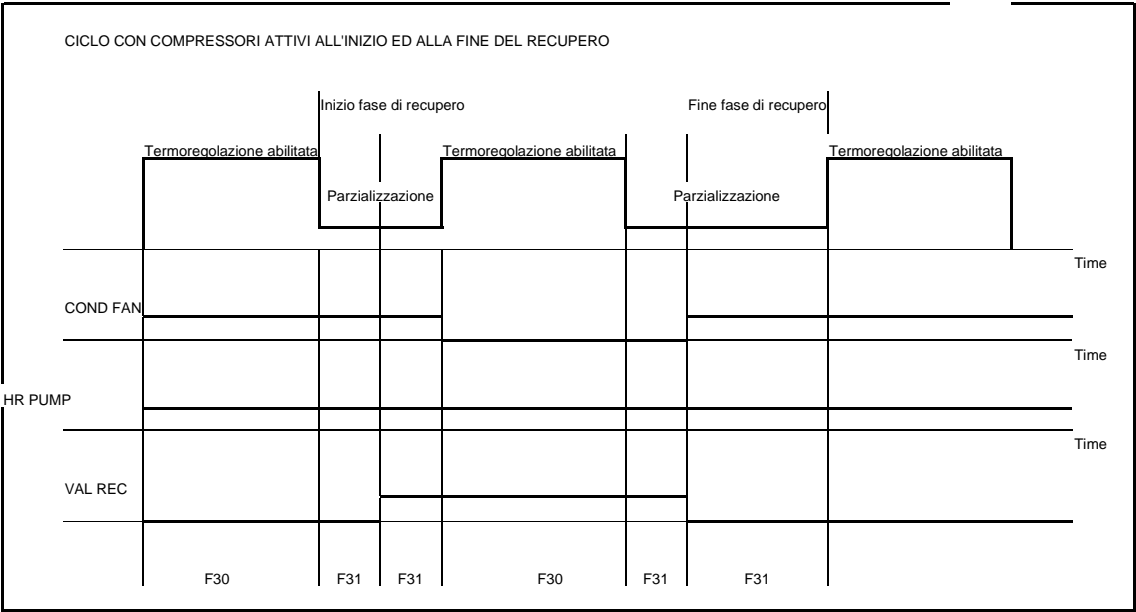 CICLO CON COMPRESSORI ATTIVI ALL'INIZIO ED ALLA FINE DEL RECUPERO
Inizio fase di recupero
Fine fase di recupero
Termoregolazione abilitata
Termoregolazione abilitata
Termoregolazione abilitata
Parzializzazione
Parzializzazione
Time
COND FAN
Time
HR PUMP
Time
VAL REC
F30
F31
F31
F30
F31
F31